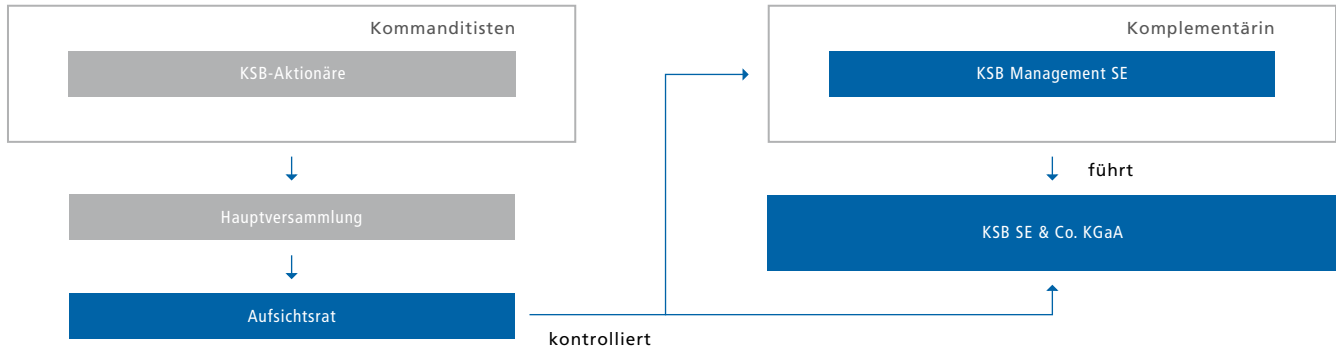 Kommanditisten
KSB-Aktionäre
Hauptversammlung
Aufsichtsrat
kontrolliert
Komplementärin
KSB Management SE
führt
KSB SE & Co. KGaA